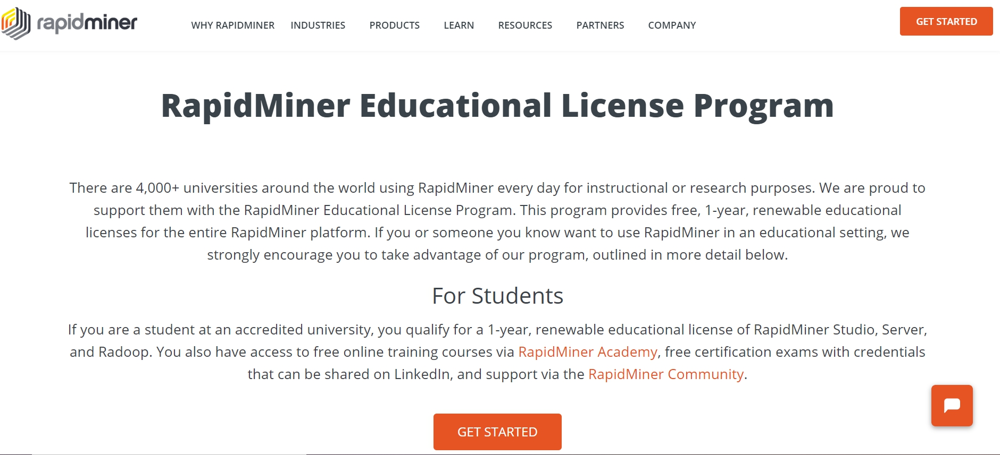 rapidminer
WHY RAPIDMINER INDUSTRIES PRODUCTS LEARN RESOURCES PARTNERS COMPANY
GET STARTED
RapidMiner Educational License Program
There are 4,000+ universities around the world using RapidMiner every day for instructional or research purposes. We are proud to
support them with the RapidMiner Educational License Program. This program provides free, 1-year, renewable educational
licenses for the entire RapidMiner platform. If you or someone you know want to use RapidMiner in an educational setting, we
strongly encourage you to take advantage of our program, outlined in more detail below.
For Students
If you are a student at an accredited university, you qualify for a 1-year, renewable educational license of RapidMiner Studio, Server,
and Radoop. You also have access to free online training courses via RapidMiner Academy, free certification exams with credentials
that can be shared on LinkedIn, and support via the RapidMiner Community.
GET STARTED